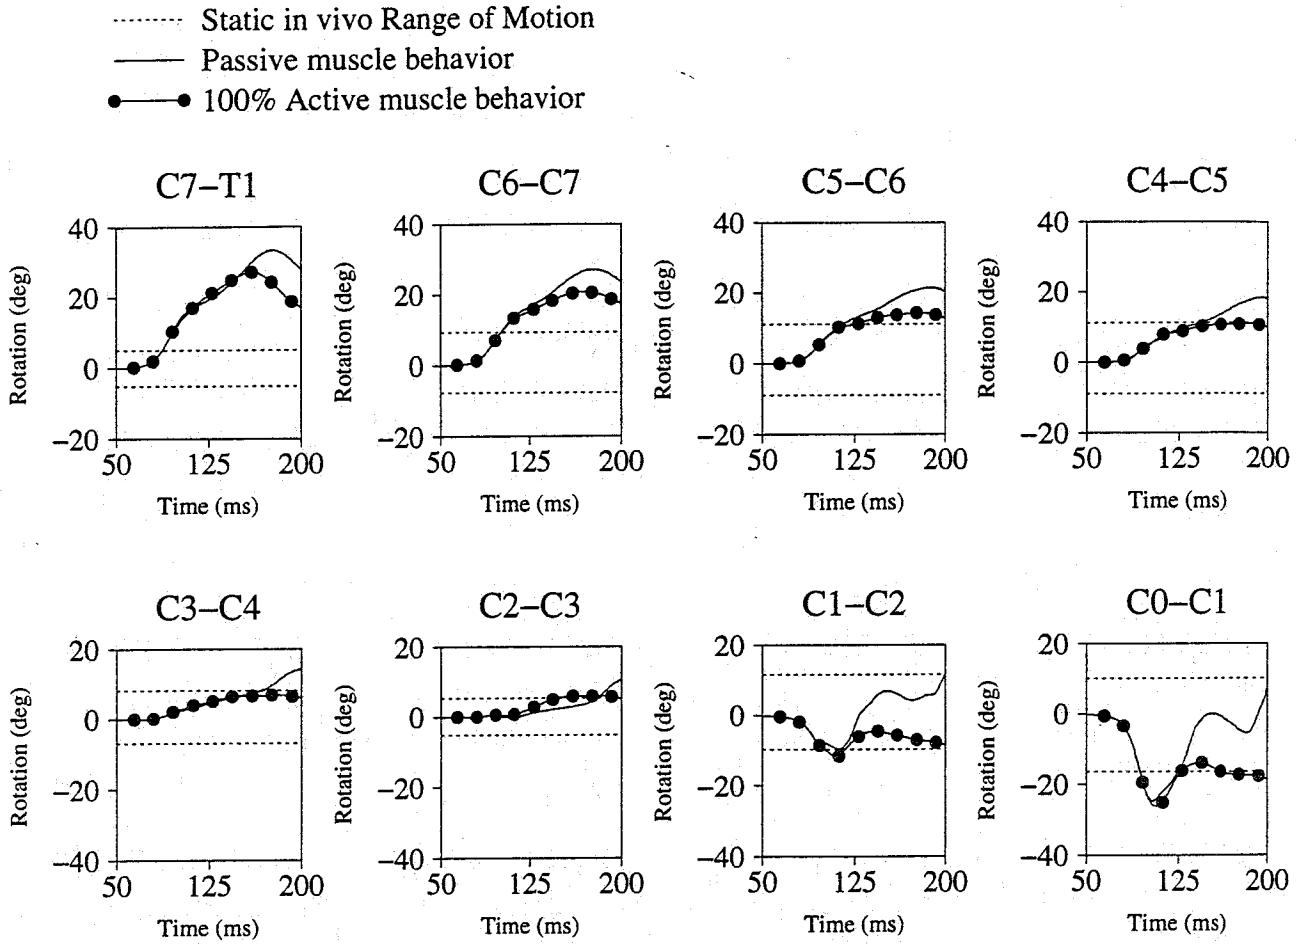 Static in vivo Range of Motion
Passive muscle behavior
100% Active muscle behavior
C7–T1
C6–C7
C5–C6
C4–C5
Rotation (deg)
40
20
0
−20
50 125 200
Time (ms)
Rotation (deg)
40
20
0
−20
50 125 200
Time (ms)
Rotation (deg)
40
20
0
−20
50 125 200
Time (ms)
Rotation (deg)
40
20
0
−20
50 125 200
Time (ms)
C3–C4
C2–C3
C1–C2
C0–C1
Rotation (deg)
20
0
−20
−40
50 125 200
Time (ms)
Rotation (deg)
20
0
−20
−40
50 125 200
Time (ms)
Rotation (deg)
20
0
−20
−40
50 125 200
Time (ms)
Rotation (deg)
20
0
−20
−40
50 125 200
Time (ms)